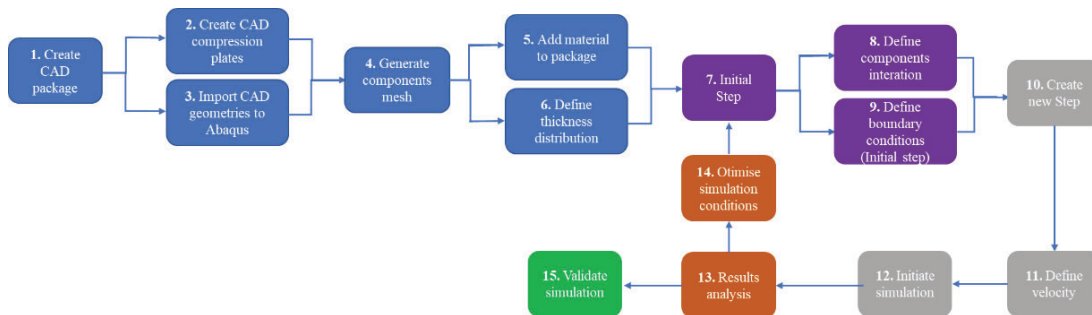 1. Create
CAD
package
2. Create CAD
compression
plates
3. Import CAD
geometries to
Abaqus
4. Generate
components
mesh
5. Add material
to package
6. Define
thickness
distribution
7. Initial
Step
8. Define
components
interation
9. Define
boundary
conditions
(Initial step)
10. Create
new Step
11. Define
velocity
12. Initiate
simulation
13. Results
analysis
14. Otimise
simulation
conditions
15. Validate
simulation